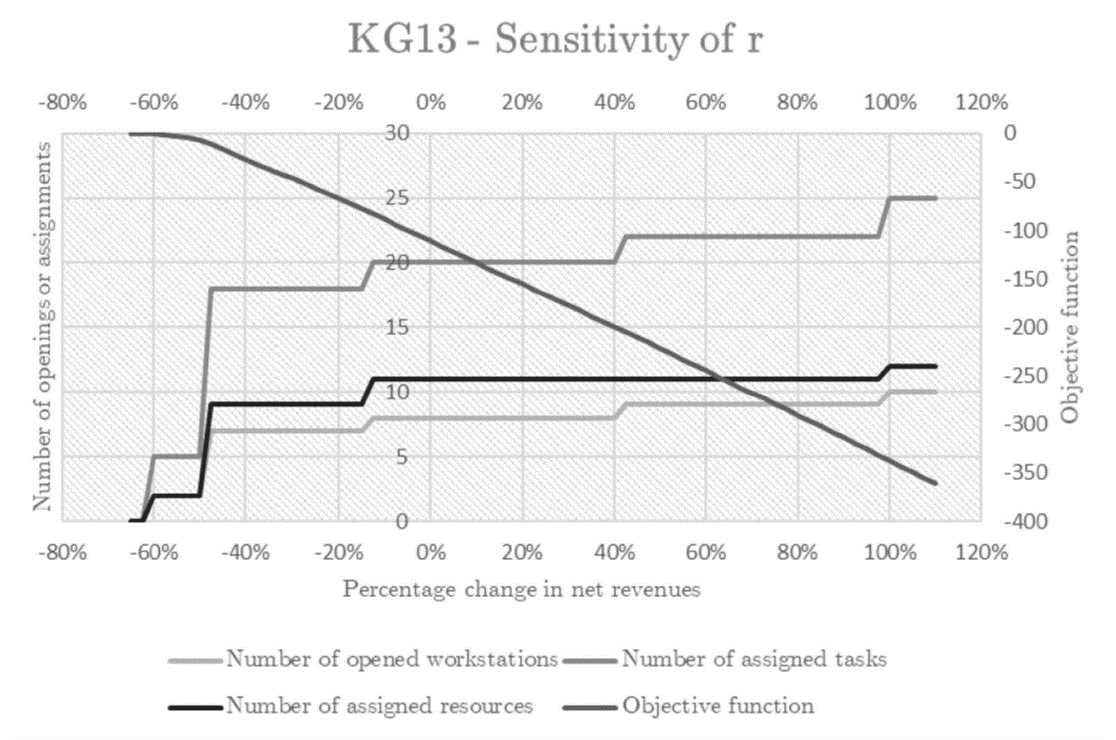 KG13 - Sensitivity of r
-80% -60% -40% -20% 0% 20% 40% 60% 80% 100% 120%
Number of openings or assignments
30
25
20
15
10
5
0
0
-50
-100
-150
-200
-250
-300
-350
-400
Objective function
-80% -60% -40% -20% 0% 20% 40% 60% 80% 100% 120%
Percentage change in net revenues
Number of opened workstations Number of assigned tasks
Number of assigned resources Objective function